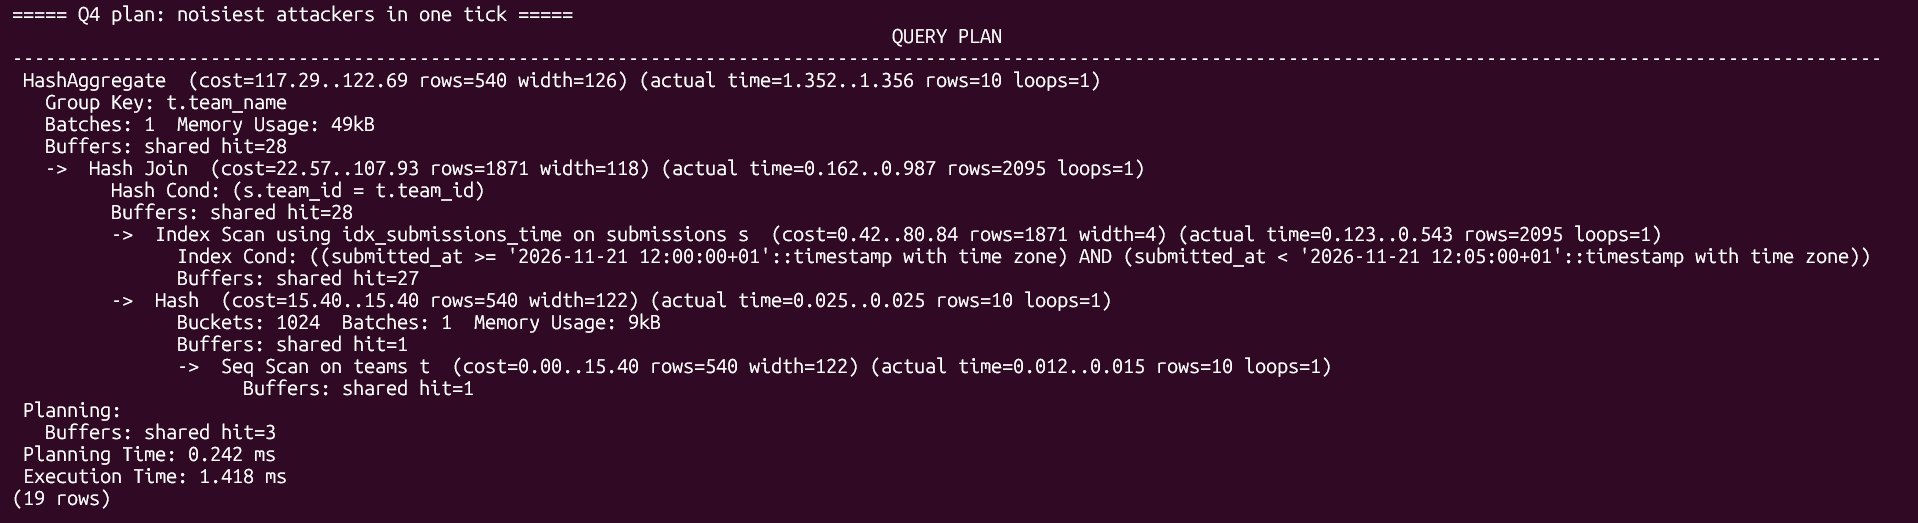 ===== Q4 plan: noisiest attackers in one tick =====
QUERY PLAN
--------------------------------------------------------------------------------------------------------------------------------------------------------------------------
HashAggregate  (cost=117.29..122.69 rows=540 width=126) (actual time=1.352..1.356 rows=10 loops=1)
  Group Key: t.team_name
  Batches: 1  Memory Usage: 49kB
  Buffers: shared hit=28
  ->  Hash Join  (cost=22.57..107.93 rows=1871 width=118) (actual time=0.162..0.987 rows=2095 loops=1)
        Hash Cond: (s.team_id = t.team_id)
        Buffers: shared hit=28
        ->  Index Scan using idx_submissions_time on submissions s  (cost=0.42..80.84 rows=1871 width=4) (actual time=0.123..0.543 rows=2095 loops=1)
              Index Cond: ((submitted_at >= '2026-11-21 12:00:00+01'::timestamp with time zone) AND (submitted_at < '2026-11-21 12:05:00+01'::timestamp with time zone))
              Buffers: shared hit=27
        ->  Hash  (cost=15.40..15.40 rows=540 width=122) (actual time=0.025..0.025 rows=10 loops=1)
              Buckets: 1024  Batches: 1  Memory Usage: 9kB
              Buffers: shared hit=1
              ->  Seq Scan on teams t  (cost=0.00..15.40 rows=540 width=122) (actual time=0.012..0.015 rows=10 loops=1)
                    Buffers: shared hit=1
Planning:
  Buffers: shared hit=3
Planning Time: 0.242 ms
Execution Time: 1.418 ms
(19 rows)